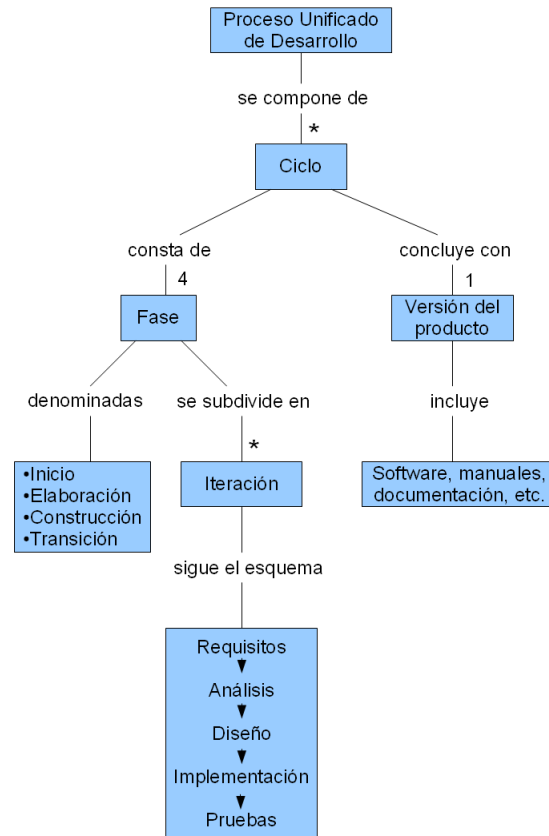 Proceso Unificado
de Desarrollo
se compone de
*
Ciclo
consta de
4
Fase
concluye con
1
Versión del
producto
denominadas
•Inicio
•Elaboración
•Construcción
•Transición
se subdivide en
*
Iteración
incluye
Software, manuales,
documentación, etc.
sigue el esquema
Requisitos
Análisis
Diseño
Implementación
Pruebas